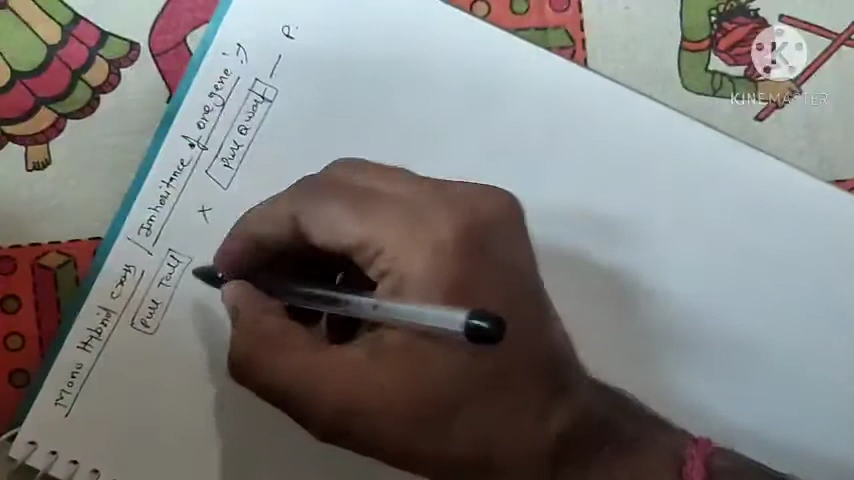 Mono Hybrid cross / Inheritance of one gene :)
Pure Tall X Pure Dwarf → P.
K
KINEMASTER